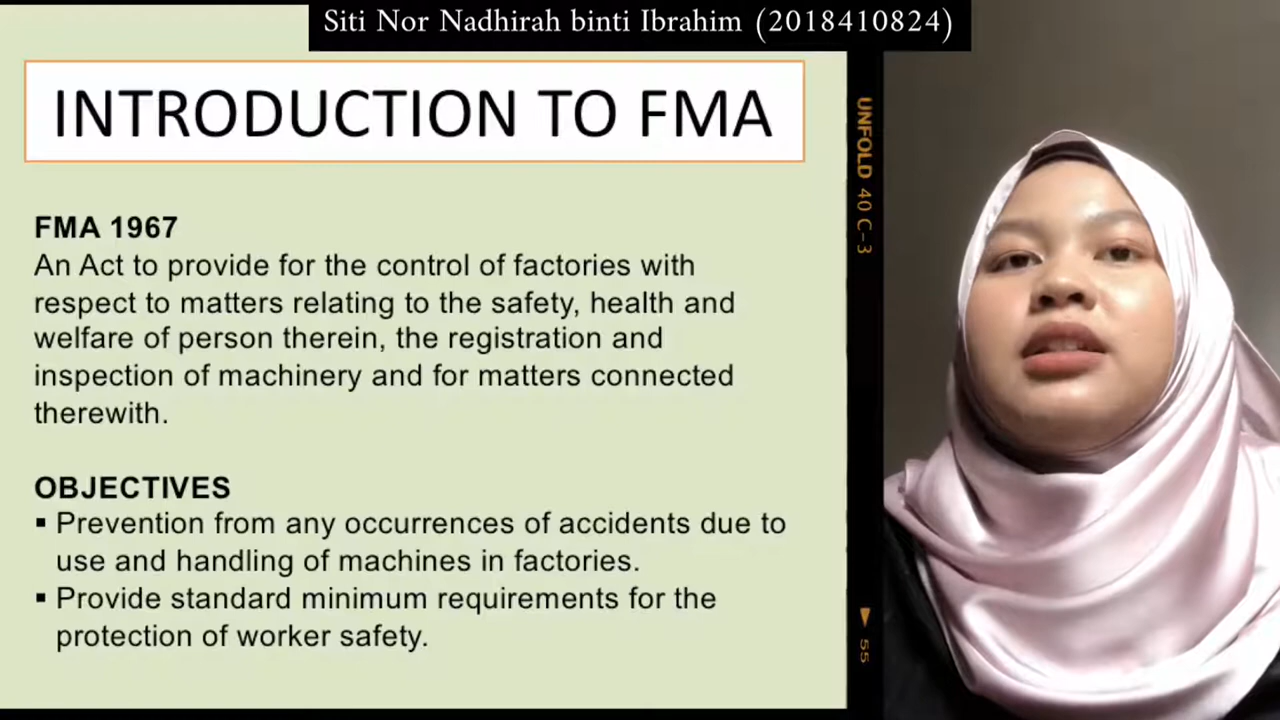 Siti Nor Nadhirah binti Ibrahim (2018410824)
INTRODUCTION TO FMA
FMA 1967
An Act to provide for the control of factories with
respect to matters relating to the safety, health and
welfare of person therein, the registration and
inspection of machinery and for matters connected
therewith.
OBJECTIVES
▪ Prevention from any occurrences of accidents due to
use and handling of machines in factories.
▪ Provide standard minimum requirements for the
protection of worker safety.
UNFOLD 40 C-3
55